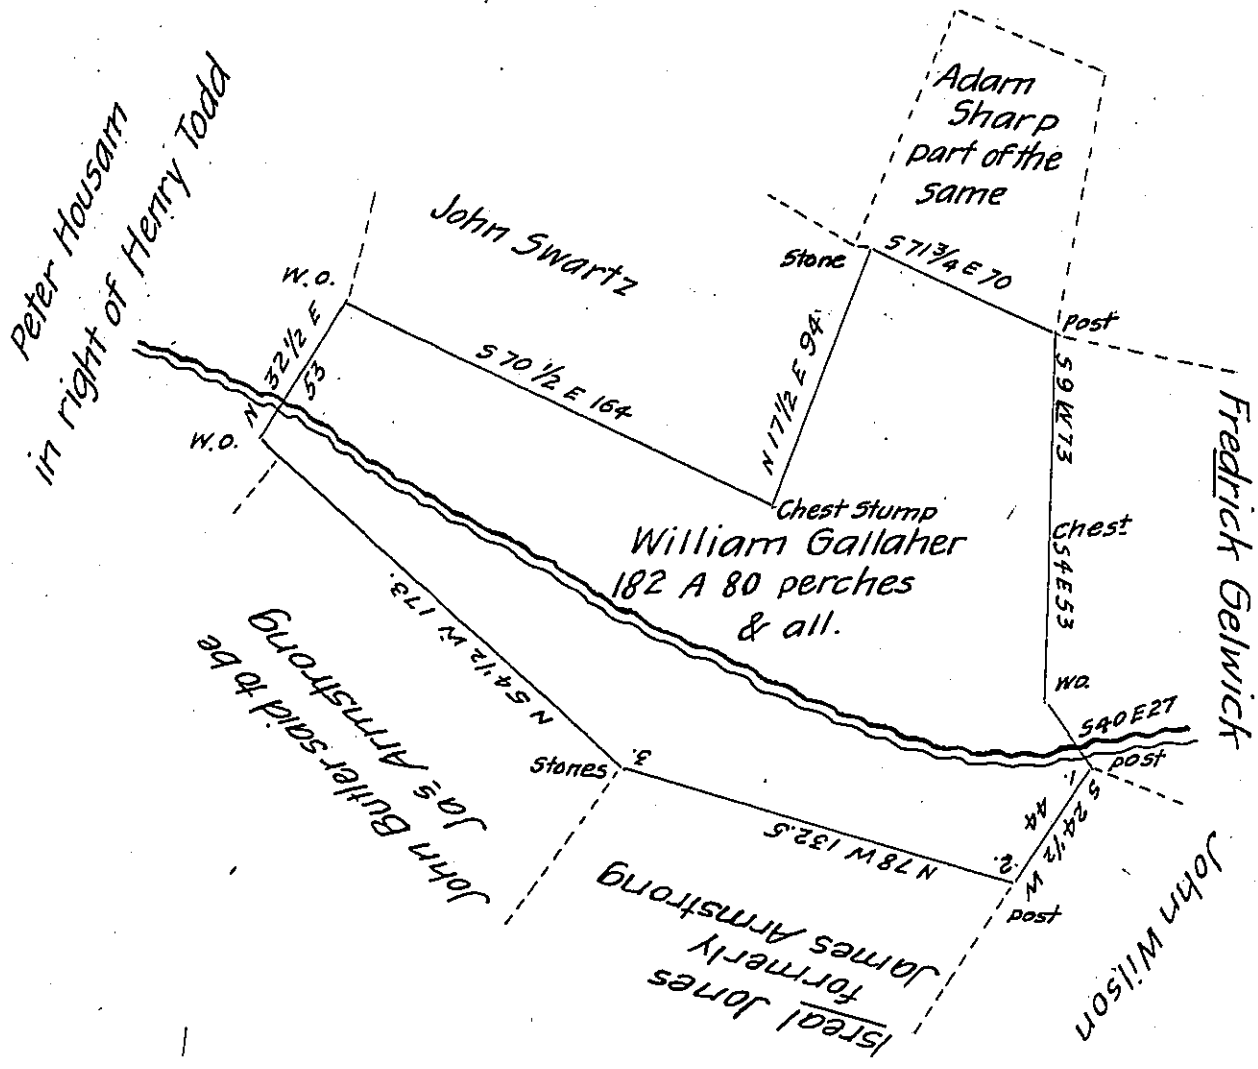 Adam
Sharp
part of the
same
Peter Housam
in right of Henry Todd
John Swartz
Stone
S 71 3/4 E 70
W.O.
post
N 32 1/2 E
53
S 70 1/2 E 164
N 17 1/2 E 94
S 9 W 73
W.O.
Fredrick Gelwick
Chest Stump
William Gallaher
182 A 80 perches
& all.
Chest
S 4 E 53
N 54 1/2 W 173.
John Butler said to be
Jas Armstrong
WO.
S 40 E 27
Stones
3.
post
1.
44
S 24 1/2 W
N 78 W 132.5
2.
post
John Wilson
Isreal Jones
formerly
James Armstrong